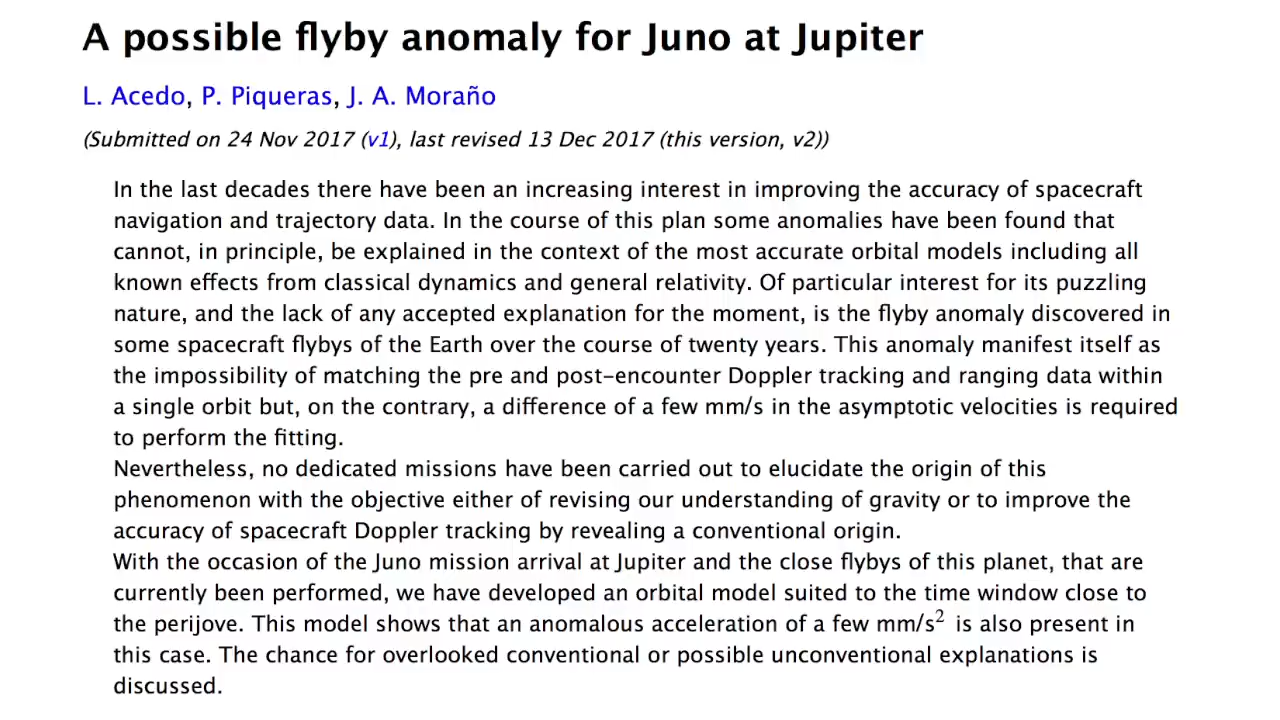 A possible flyby anomaly for Juno at Jupiter
L. Acedo, P. Piqueras, J. A. Moraño
(Submitted on 24 Nov 2017 (v1), last revised 13 Dec 2017 (this version, v2))
In the last decades there have been an increasing interest in improving the accuracy of spacecraft
navigation and trajectory data. In the course of this plan some anomalies have been found that
cannot, in principle, be explained in the context of the most accurate orbital models including all
known effects from classical dynamics and general relativity. Of particular interest for its puzzling
nature, and the lack of any accepted explanation for the moment, is the flyby anomaly discovered in
some spacecraft flybys of the Earth over the course of twenty years. This anomaly manifest itself as
the impossibility of matching the pre and post-encounter Doppler tracking and ranging data within
a single orbit but, on the contrary, a difference of a few mm/s in the asymptotic velocities is required
to perform the fitting.
Nevertheless, no dedicated missions have been carried out to elucidate the origin of this
phenomenon with the objective either of revising our understanding of gravity or to improve the
accuracy of spacecraft Doppler tracking by revealing a conventional origin.
With the occasion of the Juno mission arrival at Jupiter and the close flybys of this planet, that are
currently been performed, we have developed an orbital model suited to the time window close to
the perijove. This model shows that an anomalous acceleration of a few mm/s² is also present in
this case. The chance for overlooked conventional or possible unconventional explanations is
discussed.